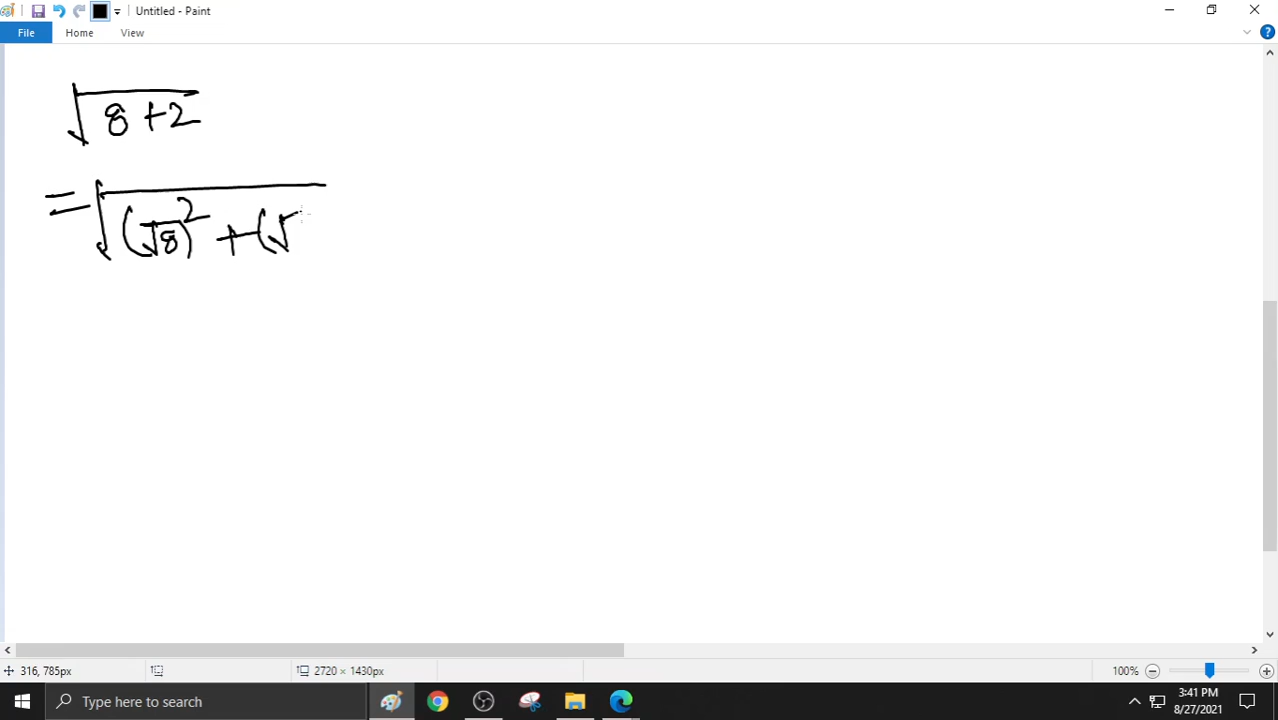 Untitled - Paint
File Home View
√(8+2)
= √((√8)² + (√
316, 785px 2720 × 1430px 100%
Type here to search
3:41 PM
8/27/2021